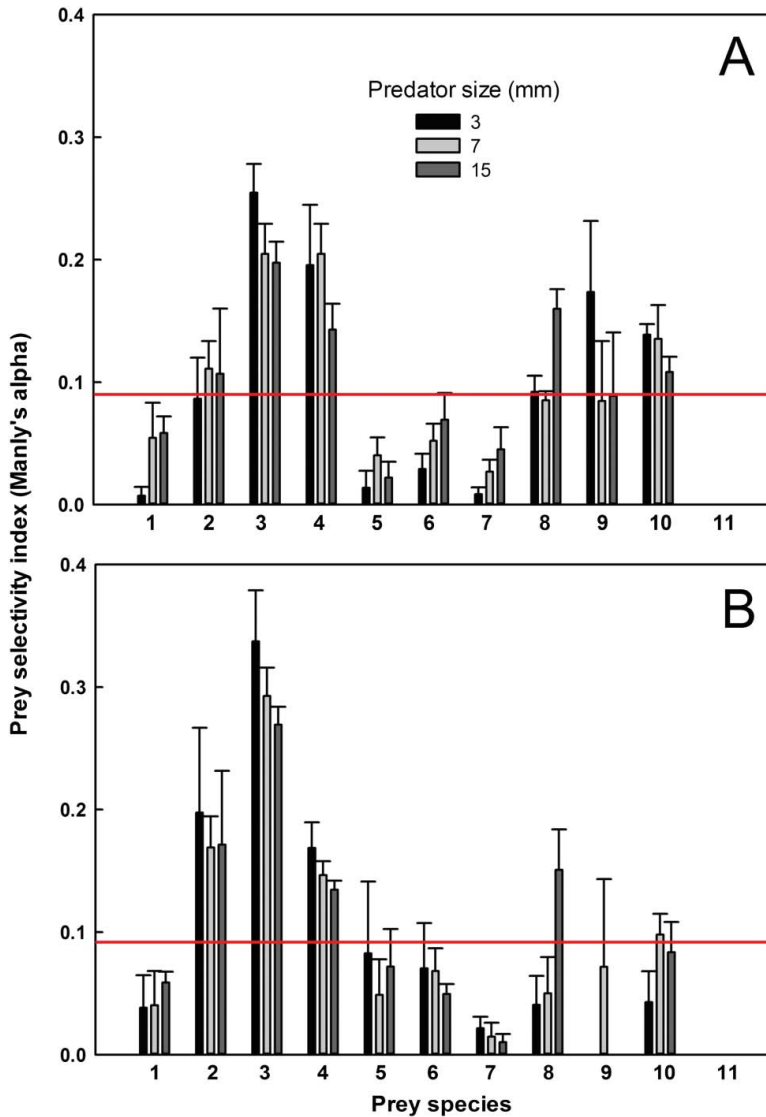 Prey selectivity index (Manly's alpha)
A
Predator size (mm)
3
7
15
0.4
0.3
0.2
0.1
0.0
1 2 3 4 5 6 7 8 9 10 11
B
0.4
0.3
0.2
0.1
0.0
1 2 3 4 5 6 7 8 9 10 11
Prey species